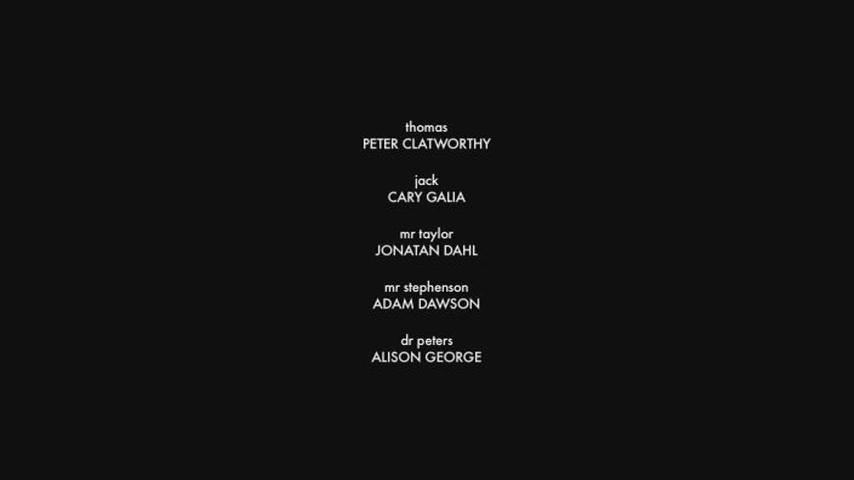 thomas
PETER CLATWORTHY
jack
CARY GALIA
mr taylor
JONATAN DAHL
mr stephenson
ADAM DAWSON
dr peters
ALISON GEORGE